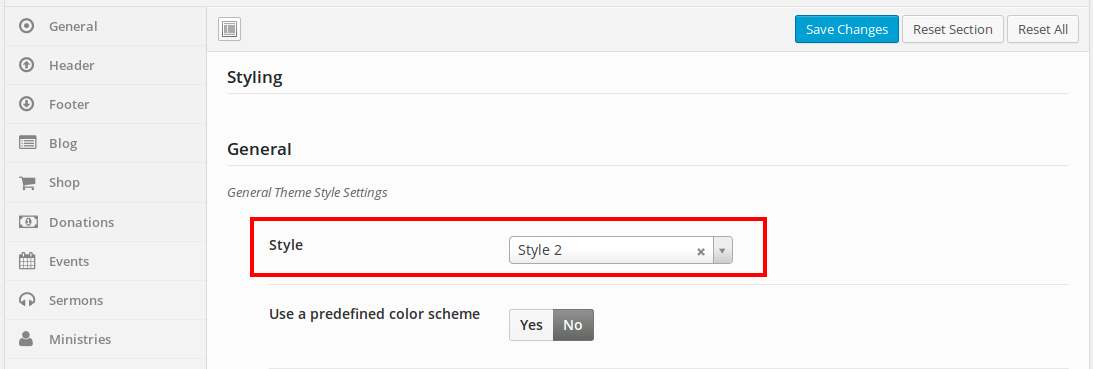 General
Header
Footer
Blog
Shop
Donations
Events
Sermons
Ministries
Save Changes Reset Section Reset All
Styling
General
General Theme Style Settings
Style Style 2
Use a predefined color scheme Yes No